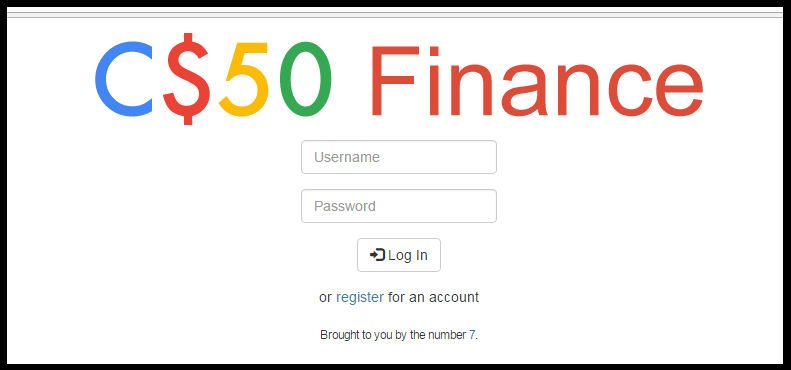 C$50 Finance
Username
Password
Log In
or register for an account
Brought to you by the number 7.